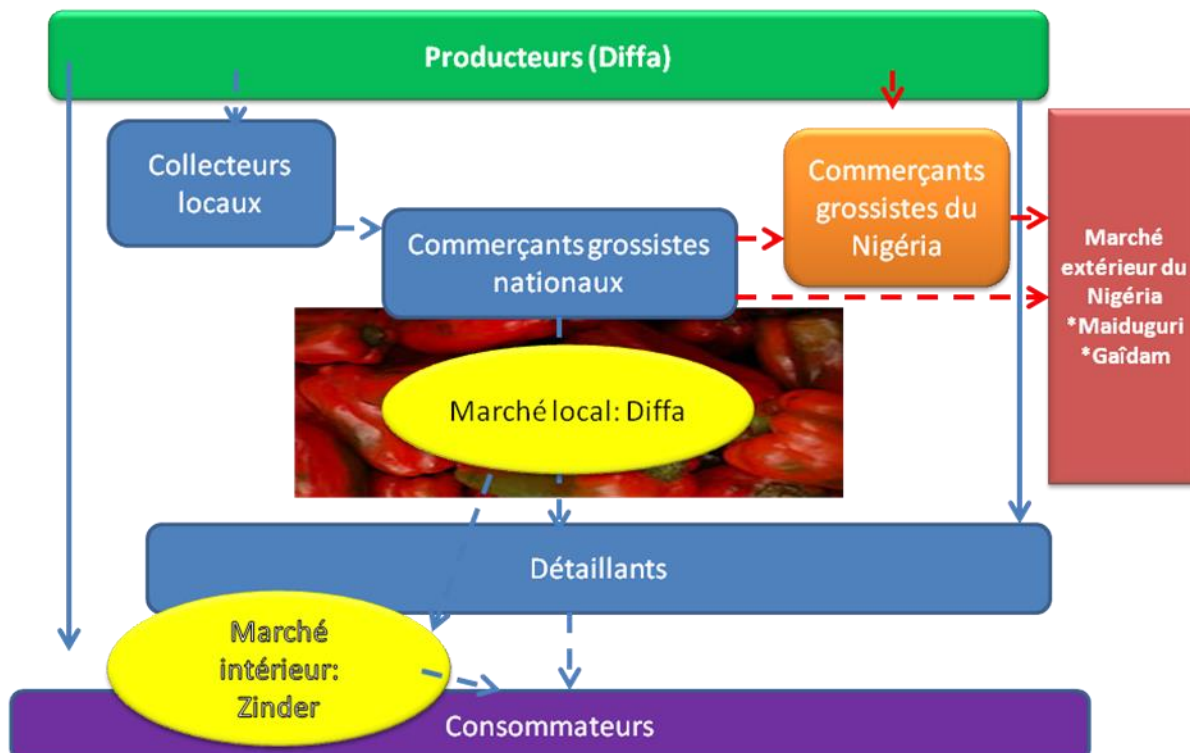 Producteurs (Diffa)
Collecteurs
locaux
Commerçants
grossistes du
Nigéria
Commerçants grossistes
nationaux
Marché
extérieur du
Nigéria
*Maiduguri
*Gaîdam
Marché local: Diffa
Détaillants
Marché
intérieur:
Zinder
Consommateurs